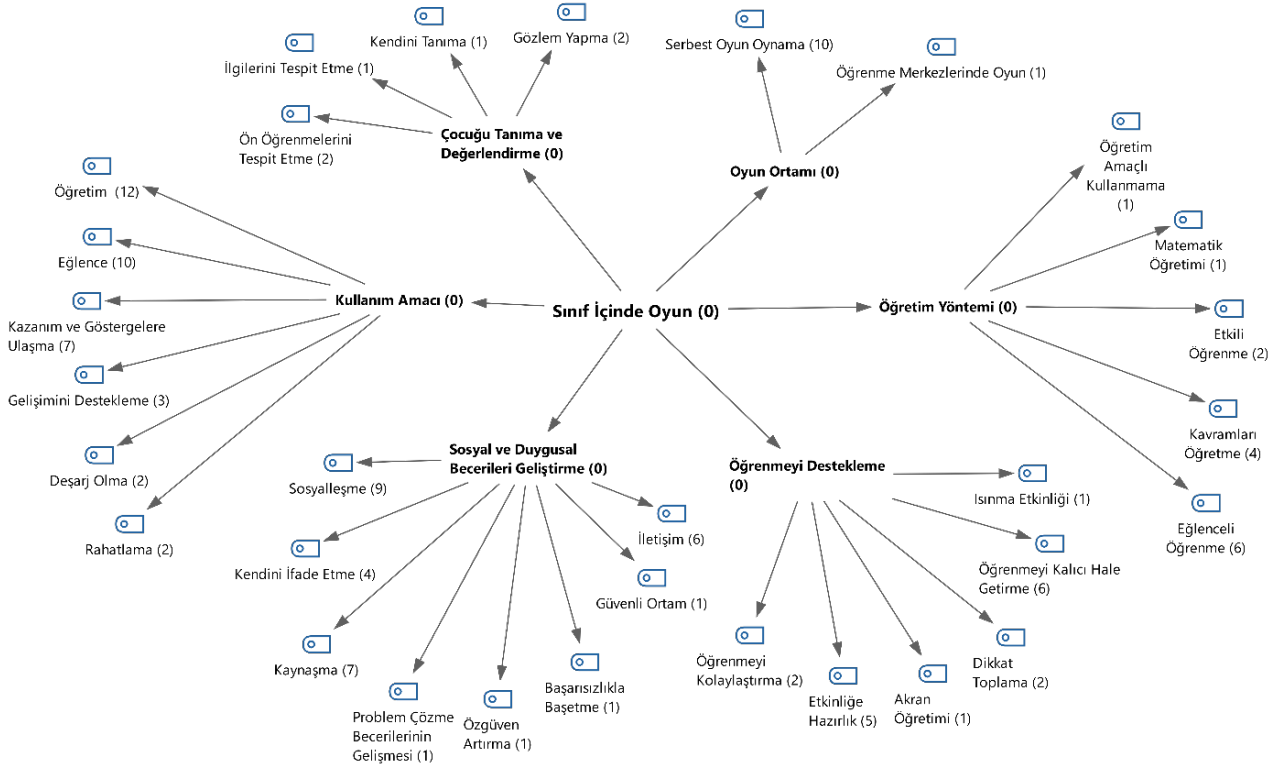 Kendini Tanıma (1)
Gözlem Yapma (2)
İlgilerini Tespit Etme (1)
Ön Öğrenmelerini
Tespit Etme (2)
Çocuğu Tanıma ve
Değerlendirme (0)
Serbest Oyun Oynama (10)
Öğrenme Merkezlerinde Oyun (1)
Oyun Ortamı (0)
Öğretim
Amaçlı
Kullanmama
(1)
Matematik
Öğretimi (1)
Etkili
Öğrenme (2)
Kavramları
Öğretme (4)
Eğlenceli
Öğrenme (6)
Öğretim Yöntemi (0)
Sınıf İçinde Oyun (0)
Kullanım Amacı (0)
Öğretim (12)
Eğlence (10)
Kazanım ve Göstergelere
Ulaşma (7)
Gelişimini Destekleme (3)
Deşarj Olma (2)
Rahatlama (2)
Sosyal ve Duygusal
Becerileri Geliştirme (0)
Sosyalleşme (9)
Kendini İfade Etme (4)
Kaynaşma (7)
Problem Çözme
Becerilerinin
Gelişmesi (1)
Özgüven
Artırma (1)
Başarısızlıkla
Başetme (1)
Güvenli Ortam (1)
İletişim (6)
Öğrenmeyi Destekleme
(0)
Isınma Etkinliği (1)
Öğrenmeyi Kalıcı Hale
Getirme (6)
Dikkat
Toplama (2)
Akran
Öğretimi (1)
Etkinliğe
Hazırlık (5)
Öğrenmeyi
Kolaylaştırma (2)